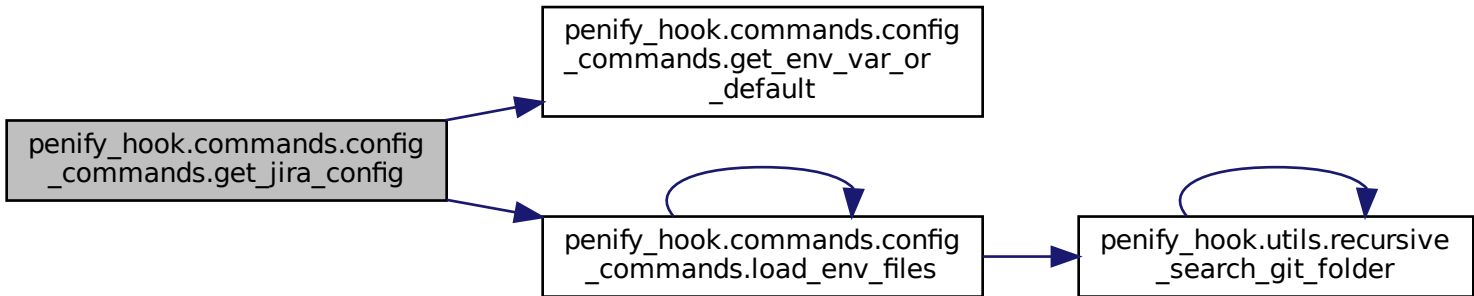 penify_hook.commands.config
_commands.get_jira_config
penify_hook.commands.config
_commands.get_env_var_or
_default
penify_hook.commands.config
_commands.load_env_files
penify_hook.utils.recursive
_search_git_folder